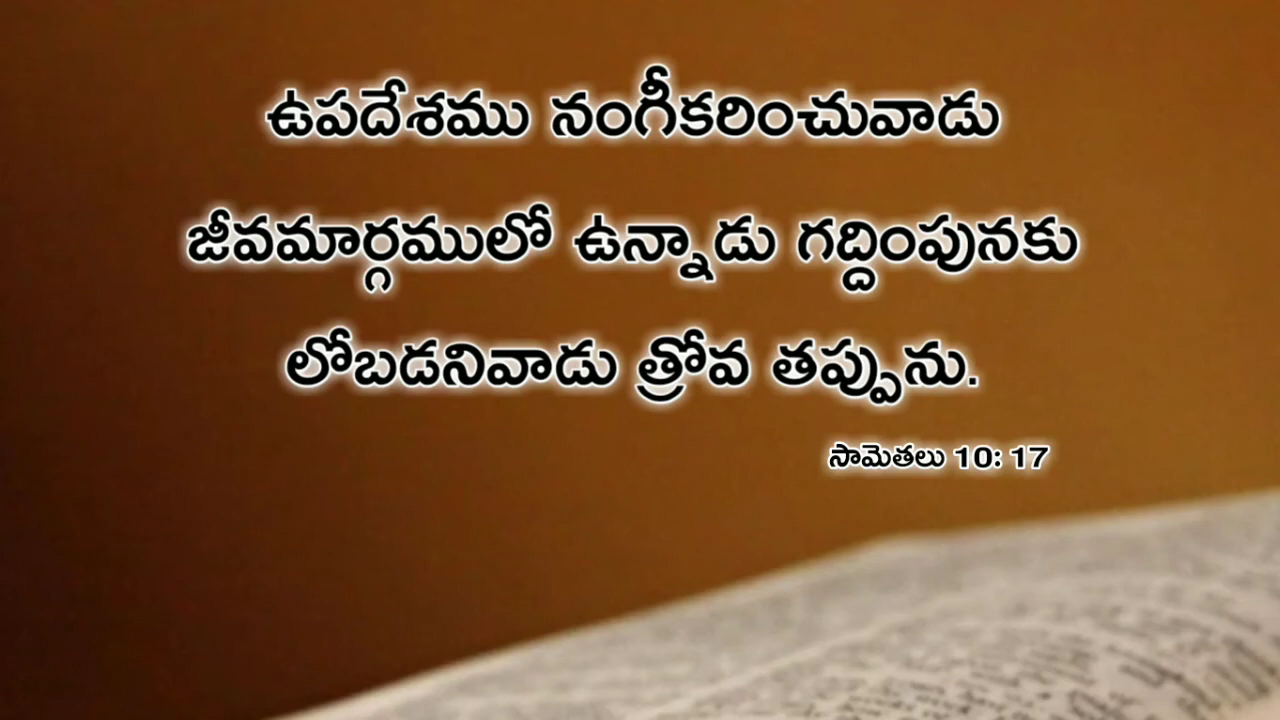 ఉపదేశము నంగీకరించువాడు
జీవమార్గములో ఉన్నాడు గద్దింపునకు
లోబడనివాడు త్రోవ తప్పును.
సామెతలు 10: 17